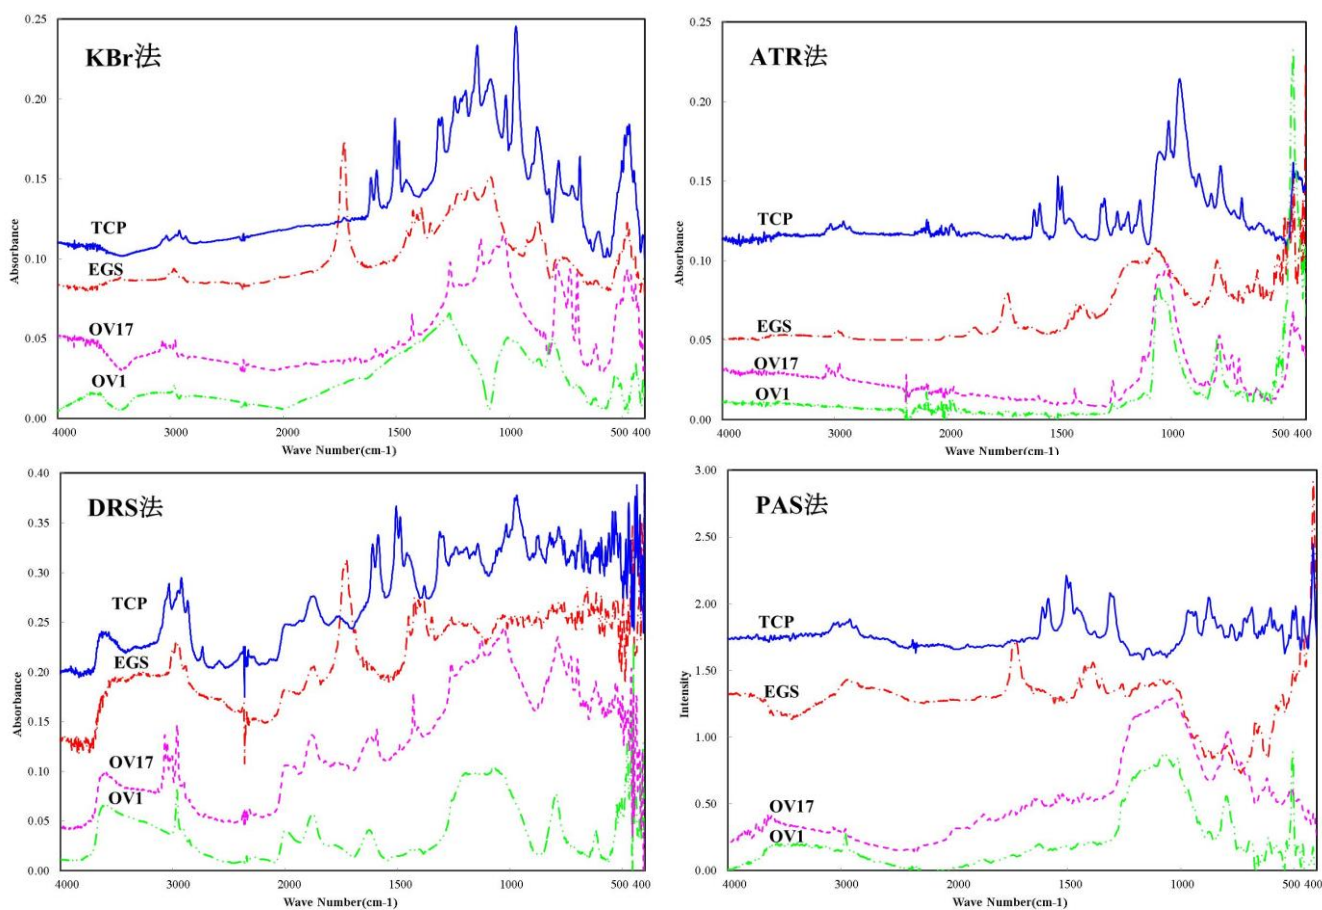 KBr法
0.25
0.20
0.15
0.10
0.05
0.00
Absorbance
TCP
EGS
OV17
OV1
4000 3000 2000 1500 1000 500 400
Wave Number(cm-1)
ATR法
0.25
0.20
0.15
0.10
0.05
0.00
Absorbance
TCP
EGS
OV17
OV1
4000 3000 2000 1500 1000 500 400
Wave Number(cm-1)
DRS法
0.40
0.35
0.30
0.25
0.20
0.15
0.10
0.05
0.00
Absorbance
TCP
EGS
OV17
OV1
4000 3000 2000 1500 1000 500 400
Wave Number(cm-1)
PAS法
3.00
2.50
2.00
1.50
1.00
0.50
0.00
Intensity
TCP
EGS
OV17
OV1
4000 3000 2000 1500 1000 500 400
Wave Number(cm-1)